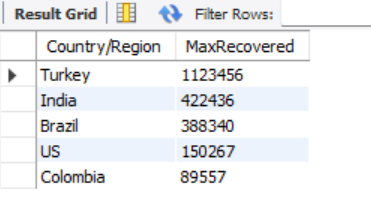 Result Grid Filter Rows:
Country/Region MaxRecovered
Turkey 1123456
India 422436
Brazil 388340
US 150267
Colombia 89557